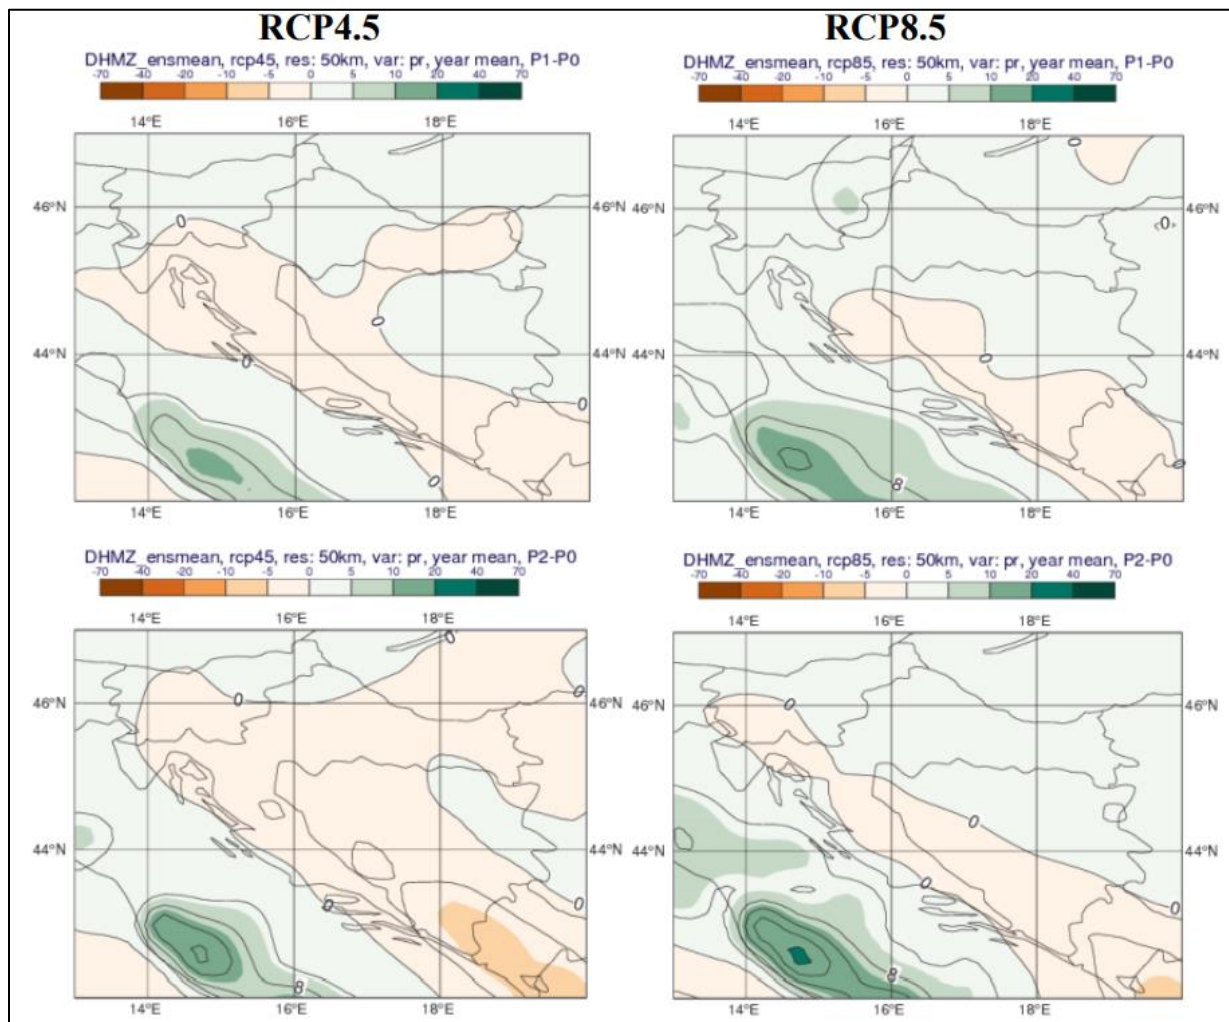 RCP4.5 RCP8.5
DHMZ_ensmean, rcp45, res: 50km, var: pr, year mean, P1-P0 DHMZ_ensmean, rcp85, res: 50km, var: pr, year mean, P1-P0
-70 -40 -20 -10 -5 0 5 10 20 40 70 -70 -40 -20 -10 -5 0 5 10 20 40 70
14°E 16°E 18°E 14°E 16°E 18°E
0
46°N 46°N 46°N
0 0
0
44°N 0 44°N 0 44°N
0
0
0 8
14°E 16°E 18°E 14°E 16°E 18°E
DHMZ_ensmean, rcp45, res: 50km, var: pr, year mean, P2-P0 DHMZ_ensmean, rcp85, res: 50km, var: pr, year mean, P2-P0
-70 -40 -20 -10 -5 0 5 10 20 40 70 -70 -40 -20 -10 -5 0 5 10 20 40 70
14°E 16°E 18°E 14°E 16°E 18°E
0
46°N 0 0 46°N 0 46°N
0
44°N 44°N 44°N
0 0 0 0
8 8
14°E 16°E 18°E 14°E 16°E 18°E